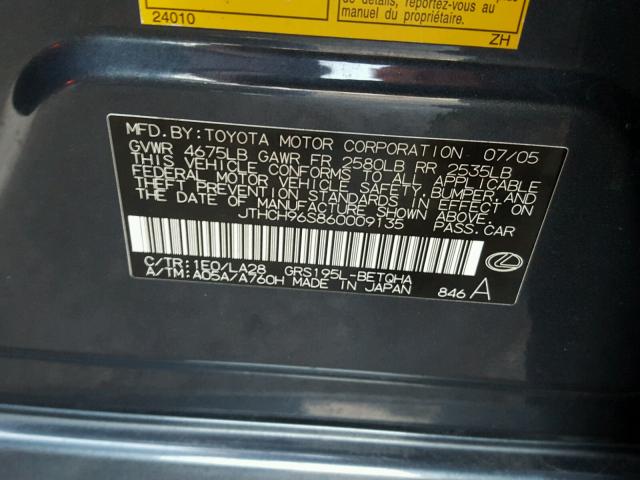 de détails, reportez-vous au
manuel du propriétaire.
24010
ZH
MFD. BY: TOYOTA MOTOR CORPORATION 07/05
GVWR 4675LB GAWR FR 2580LB RR 2535LB
THIS VEHICLE CONFORMS TO ALL APPLICABLE
FEDERAL MOTOR VEHICLE SAFETY, BUMPER, AND
THEFT PREVENTION STANDARDS IN EFFECT ON
THE DATE OF MANUFACTURE SHOWN ABOVE.
JTHCH96S860009135 PASS.CAR
C/TR: 1E0/LA28 GRS195L-BETQHA
A/TM: A05A/A760H MADE IN JAPAN
846 A